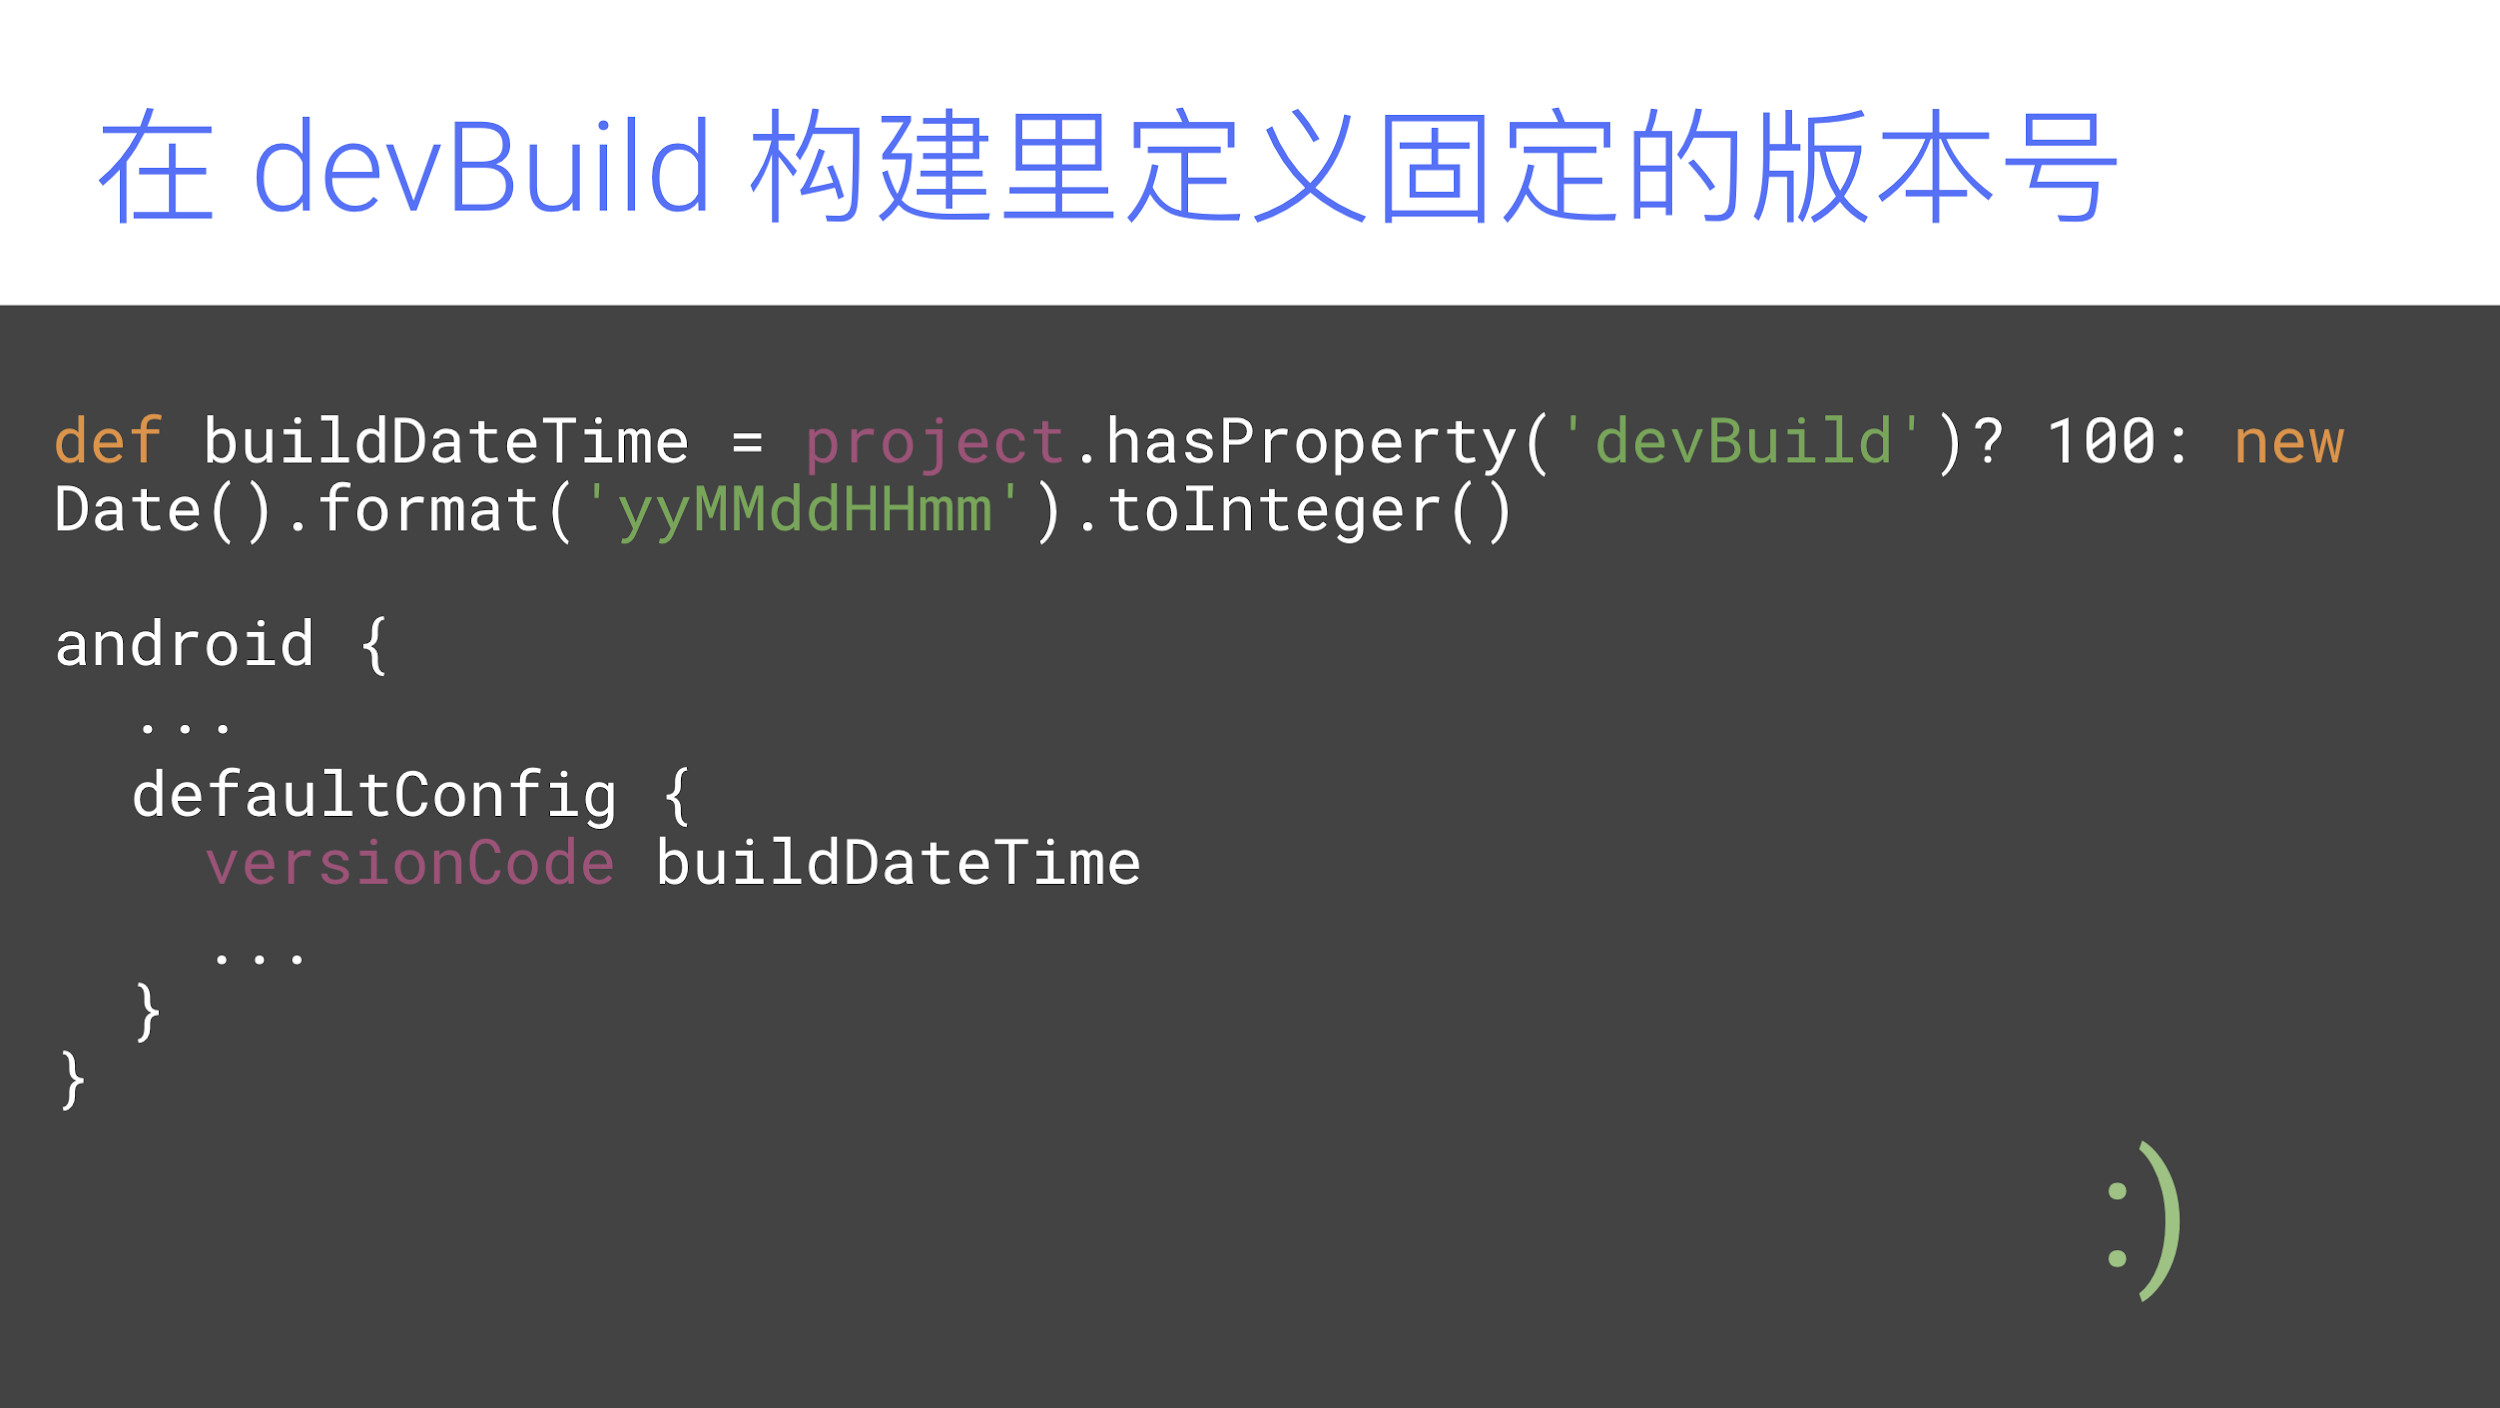 在 devBuild 构建里定义固定的版本号
def buildDateTime = project.hasProperty('devBuild')? 100: new
Date().format('yyMMddHHmm').toInteger()
android {
...
defaultConfig {
versionCode buildDateTime
...
}
}
:)